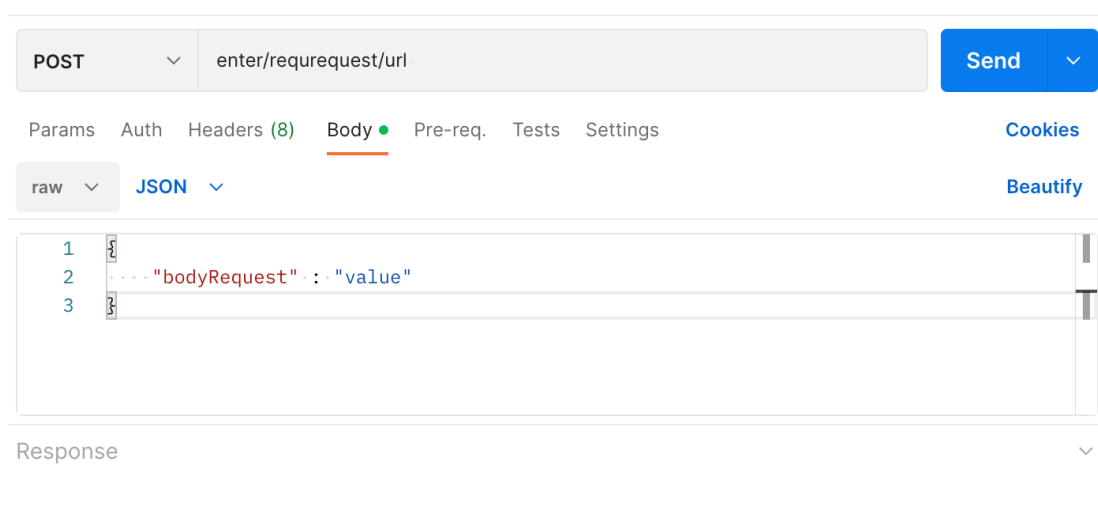 POST enter/requrequest/url Send
Params Auth Headers (8) Body Pre-req. Tests Settings Cookies
raw JSON Beautify
1 {
2 "bodyRequest" : "value"
3 }
Response